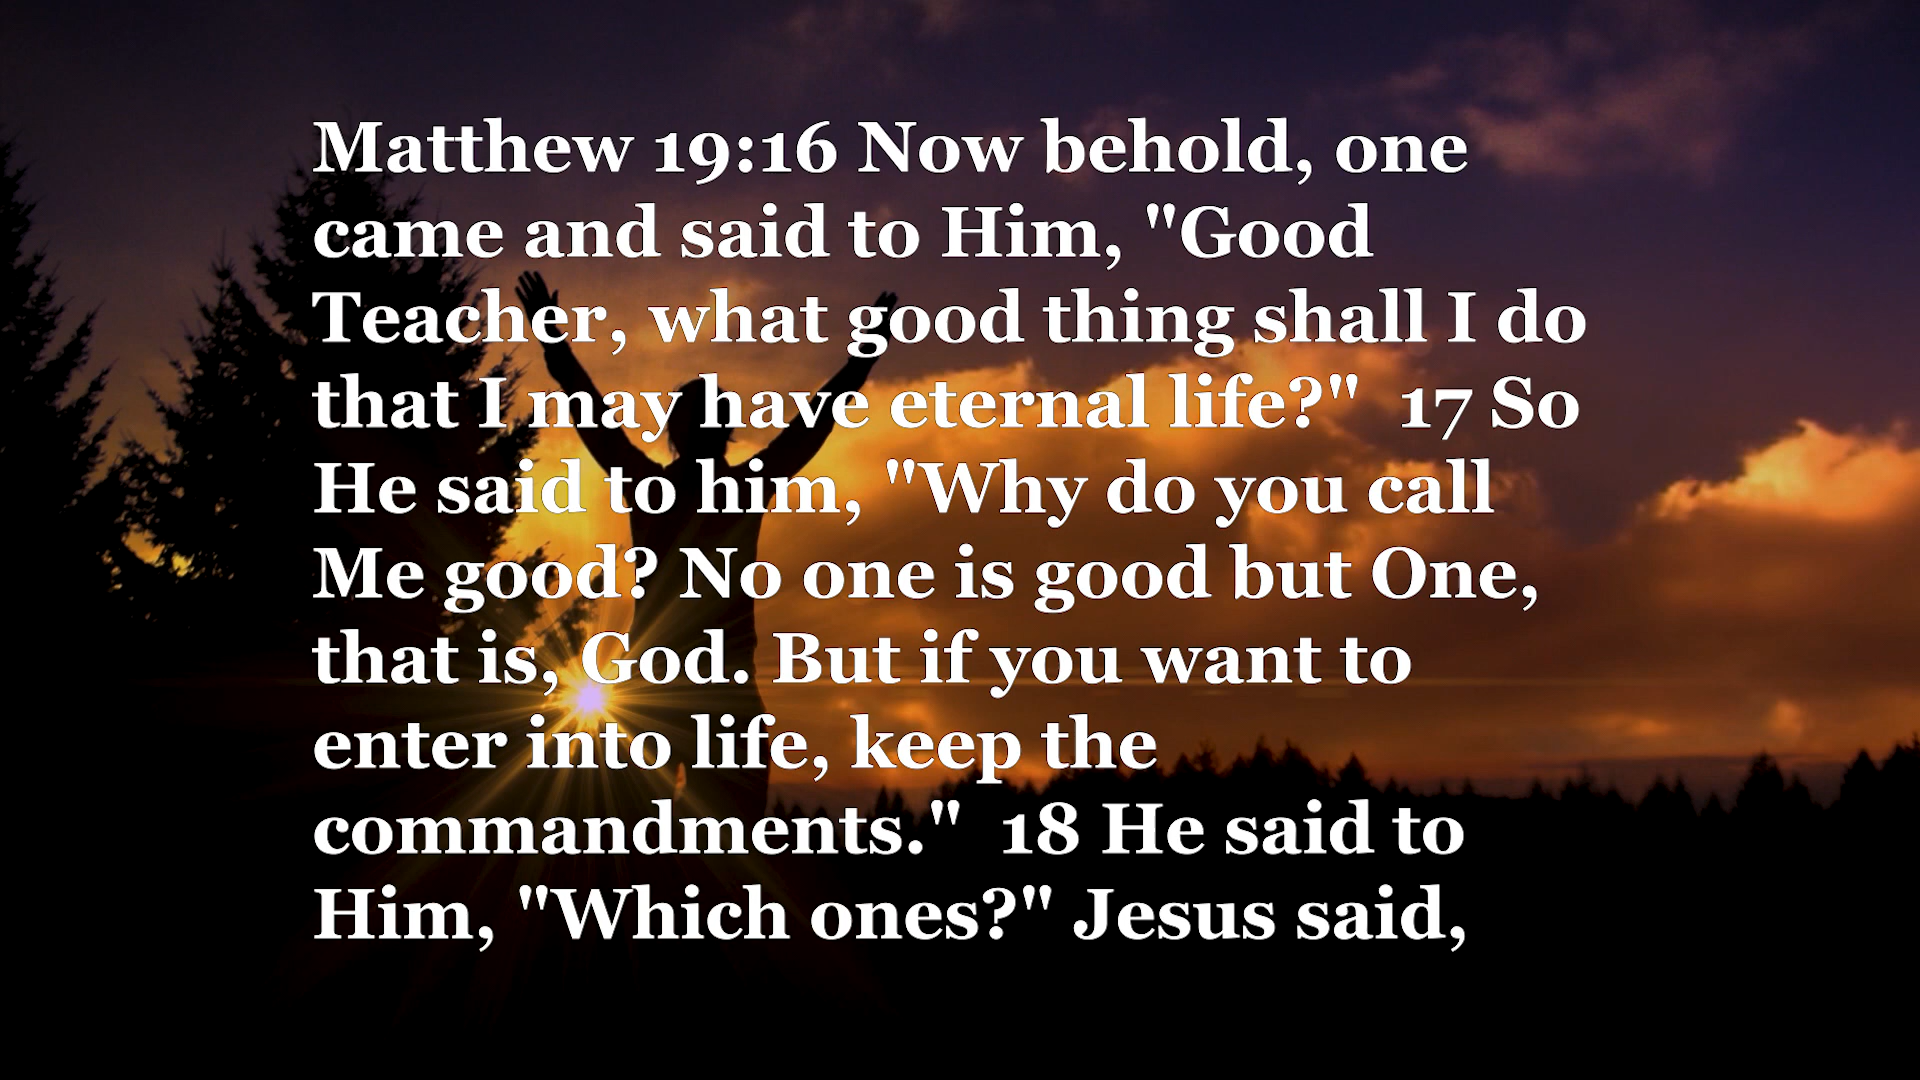 Matthew 19:16 Now behold, one
came and said to Him, "Good
Teacher, what good thing shall I do
that I may have eternal life?"  17 So
He said to him, "Why do you call
Me good? No one is good but One,
that is, God. But if you want to
enter into life, keep the
commandments."  18 He said to
Him, "Which ones?" Jesus said,